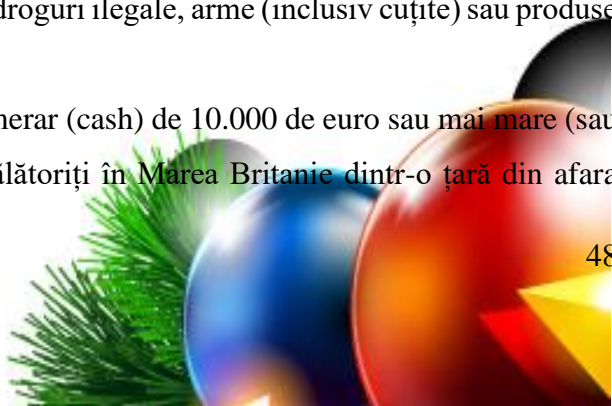 droguri ilegale, arme (inclusiv cuțite) sau produse
nerar (cash) de 10.000 de euro sau mai mare (sau
ălătoriți în Marea Britanie dintr-o țară din afara
48